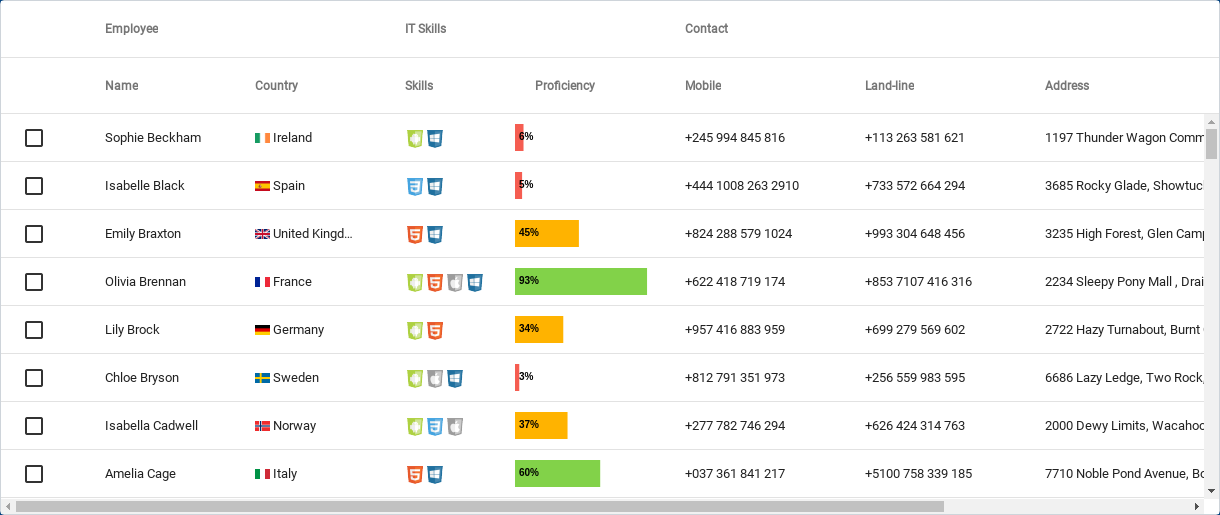 Employee IT Skills Contact
Name Country Skills Proficiency Mobile Land-line Address
Sophie Beckham Ireland 6% +245 994 845 816 +113 263 581 621 1197 Thunder Wagon Comm
Isabelle Black Spain 5% +444 1008 263 2910 +733 572 664 294 3685 Rocky Glade, Showtuc
Emily Braxton United Kingd... 45% +824 288 579 1024 +993 304 648 456 3235 High Forest, Glen Camp
Olivia Brennan France 93% +622 418 719 174 +853 7107 416 316 2234 Sleepy Pony Mall , Drai
Lily Brock Germany 34% +957 416 883 959 +699 279 569 602 2722 Hazy Turnabout, Burnt
Chloe Bryson Sweden 3% +812 791 351 973 +256 559 983 595 6686 Lazy Ledge, Two Rock,
Isabella Cadwell Norway 37% +277 782 746 294 +626 424 314 763 2000 Dewy Limits, Wacahoo
Amelia Cage Italy 60% +037 361 841 217 +5100 758 339 185 7710 Noble Pond Avenue, Bo